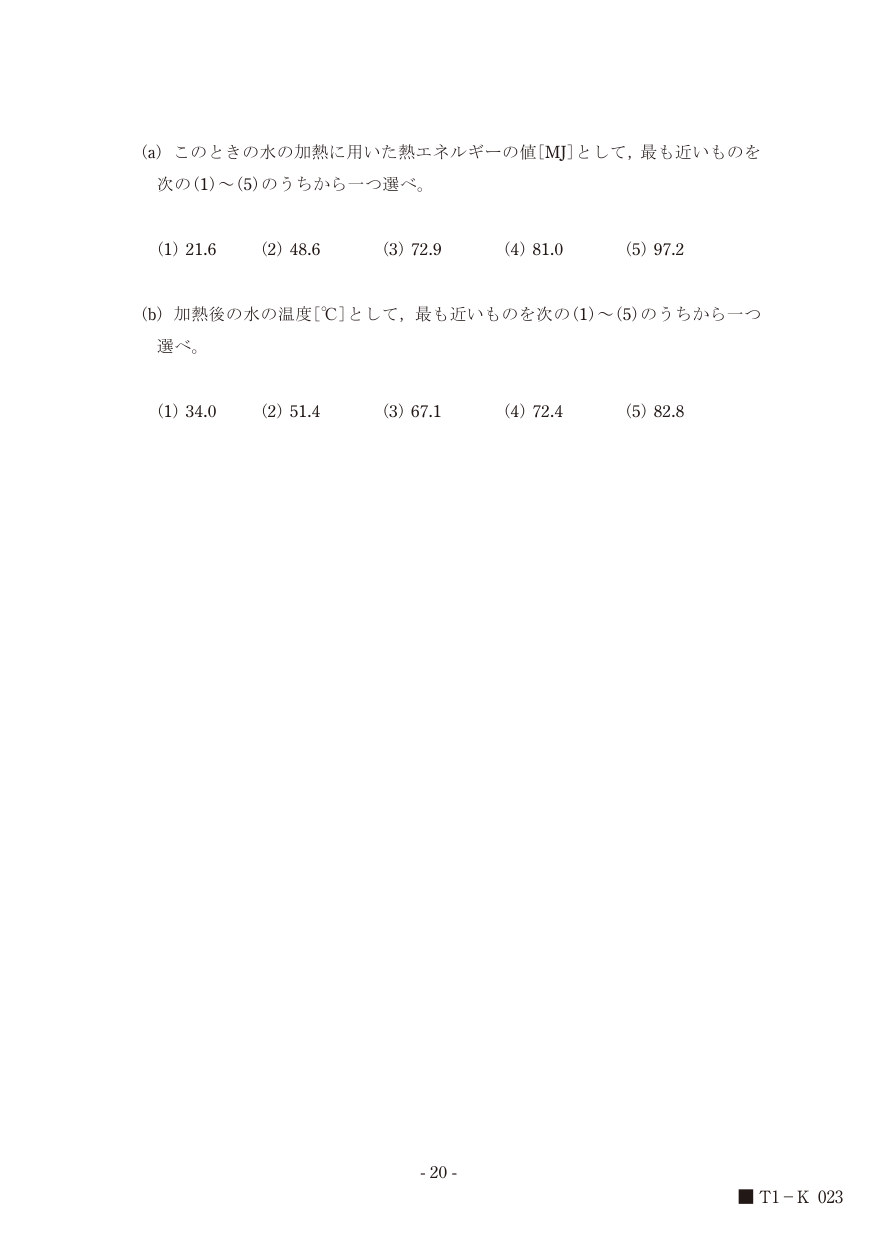 (a) このときの水の加熱に用いた熱エネルギーの値[MJ]として，最も近いものを
次の(1)～(5)のうちから一つ選べ。
(1) 21.6 (2) 48.6 (3) 72.9 (4) 81.0 (5) 97.2
(b) 加熱後の水の温度[℃]として，最も近いものを次の(1)～(5)のうちから一つ
選べ。
(1) 34.0 (2) 51.4 (3) 67.1 (4) 72.4 (5) 82.8
- 20 -
■ T1－K 023